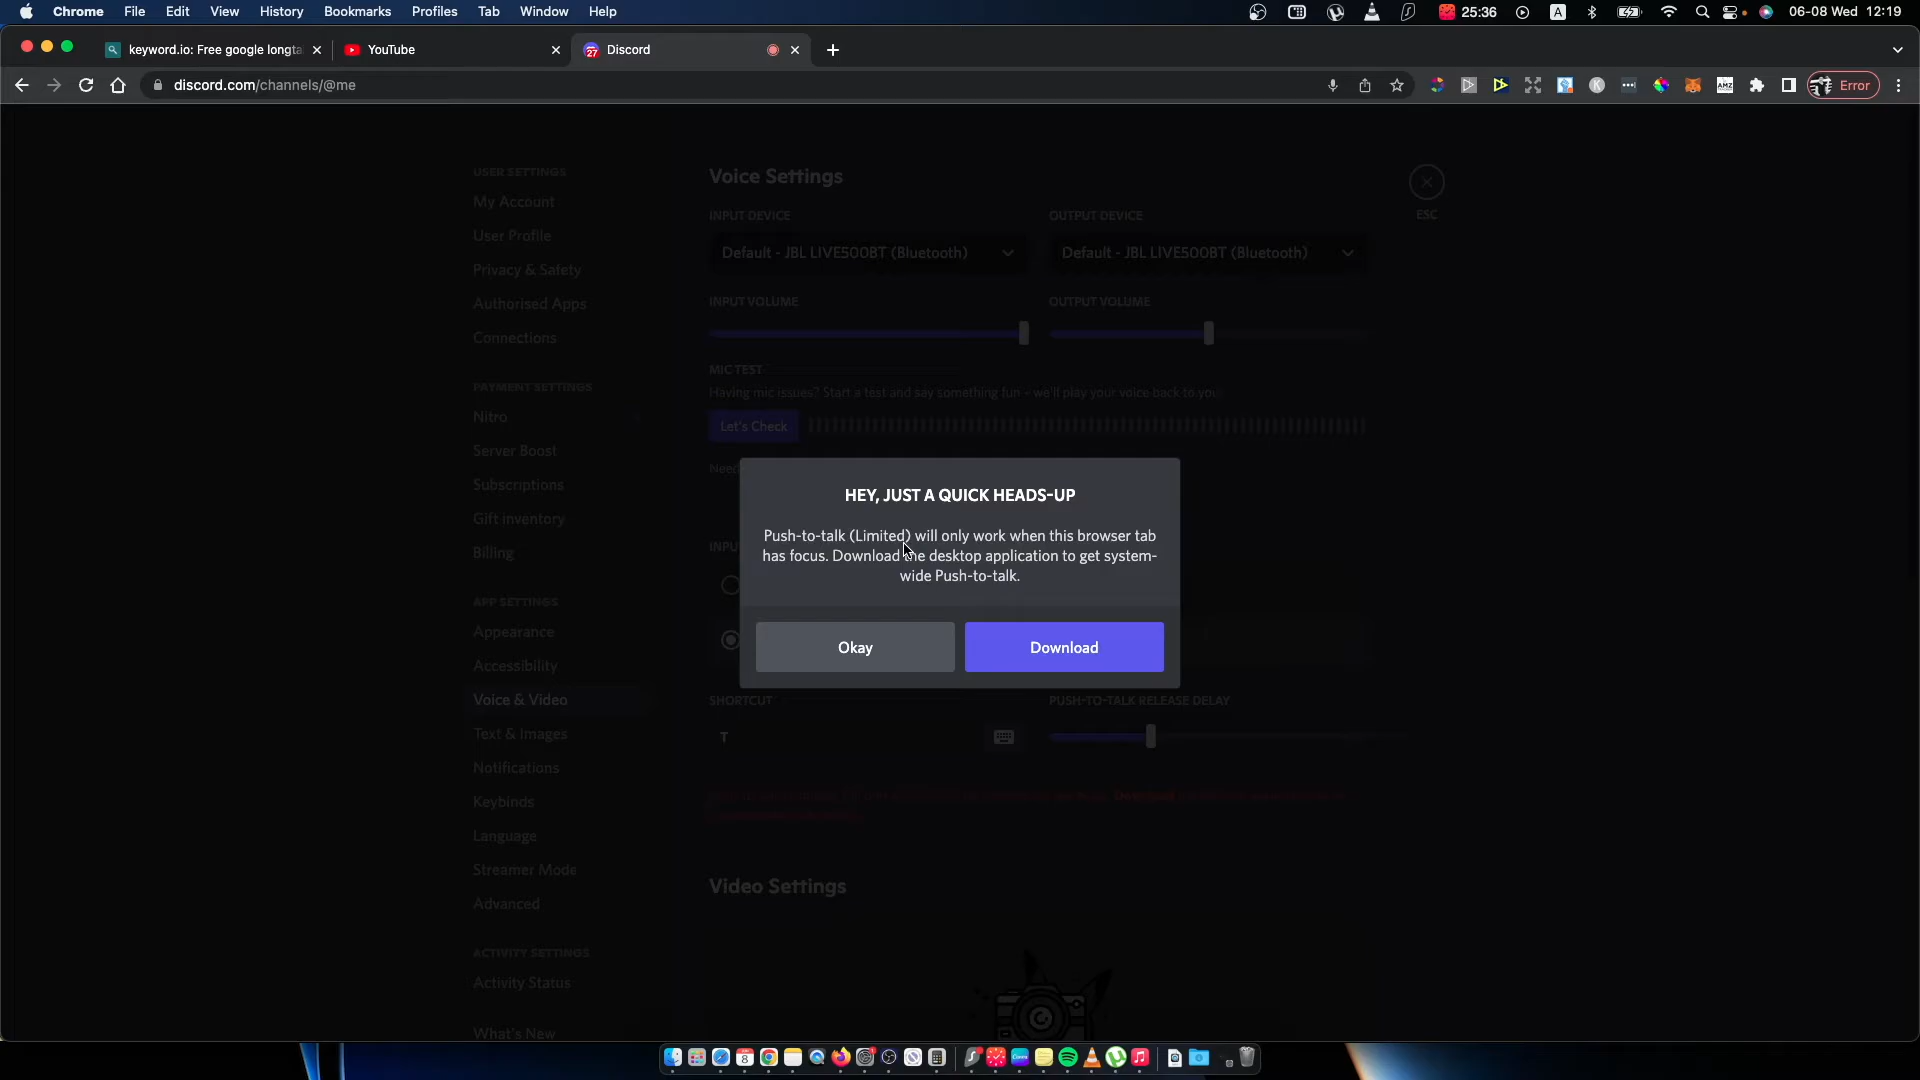 Chrome File Edit View History Bookmarks Profiles Tab Window Help 25:36 A 06-08 Wed 12:19
keyword.io: Free google longta YouTube 27 Discord
discord.com/channels/@me K AMZ Error
USER SETTINGS
My Account
User Profile
Privacy & Safety
Authorised Apps
Connections
PAYMENT SETTINGS
Nitro
Server Boost
Subscriptions
Gift inventory
Billing
APP SETTINGS
Appearance
Accessibility
Voice & Video
Text & Images
Notifications
Keybinds
Language
Streamer Mode
Advanced
ACTIVITY SETTINGS
Activity Status
What's New
Voice Settings
ESC
INPUT DEVICE OUTPUT DEVICE
Default - JBL LIVE500BT (Bluetooth) Default - JBL LIVE500BT (Bluetooth)
INPUT VOLUME OUTPUT VOLUME
MIC TEST
Having mic issues? Start a test and say something fun – we'll play your voice back to you.
Let's Check
Need
HEY, JUST A QUICK HEADS-UP
Push-to-talk (Limited) will only work when this browser tab
has focus. Download the desktop application to get system-
wide Push-to-talk.
Okay Download
INPU
SHORTCUT PUSH-TO-TALK RELEASE DELAY
T
Download
Video Settings
8